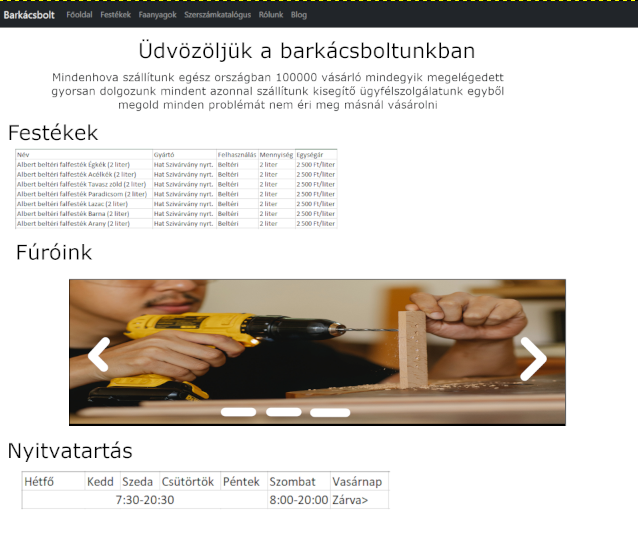 Barkácsbolt Főoldal Festékek Faanyagok Szerszámkatalógus Rólunk Blog
Üdvözöljük a barkácsboltunkban
Mindenhova szállítunk egész országban 100000 vásárló mindegyik megelégedett
gyorsan dolgozunk mindent azonnal szállítunk kisegítő ügyfélszolgálatunk egyből
megold minden problémát nem éri meg másnál vásárolni
Festékek
Név Gyártó Felhasználás Mennyiség Egységár
Albert beltéri falfesték Égkék (2 liter) Hat Szivárvány nyrt. Beltéri 2 liter 2 500 Ft/liter
Albert beltéri falfesték Acélkék (2 liter) Hat Szivárvány nyrt. Beltéri 2 liter 2 500 Ft/liter
Albert beltéri falfesték Tavasz zöld (2 liter) Hat Szivárvány nyrt. Beltéri 2 liter 2 500 Ft/liter
Albert beltéri falfesték Paradicsom (2 liter) Hat Szivárvány nyrt. Beltéri 2 liter 2 500 Ft/liter
Albert beltéri falfesték Lazac (2 liter) Hat Szivárvány nyrt. Beltéri 2 liter 2 500 Ft/liter
Albert beltéri falfesték Barna (2 liter) Hat Szivárvány nyrt. Beltéri 2 liter 2 500 Ft/liter
Albert beltéri falfesték Arany (2 liter) Hat Szivárvány nyrt. Beltéri 2 liter 2 500 Ft/liter
Fúróink
Nyitvatartás
Hétfő Kedd Szeda Csütörtök Péntek Szombat Vasárnap
7:30-20:30 8:00-20:00 Zárva>